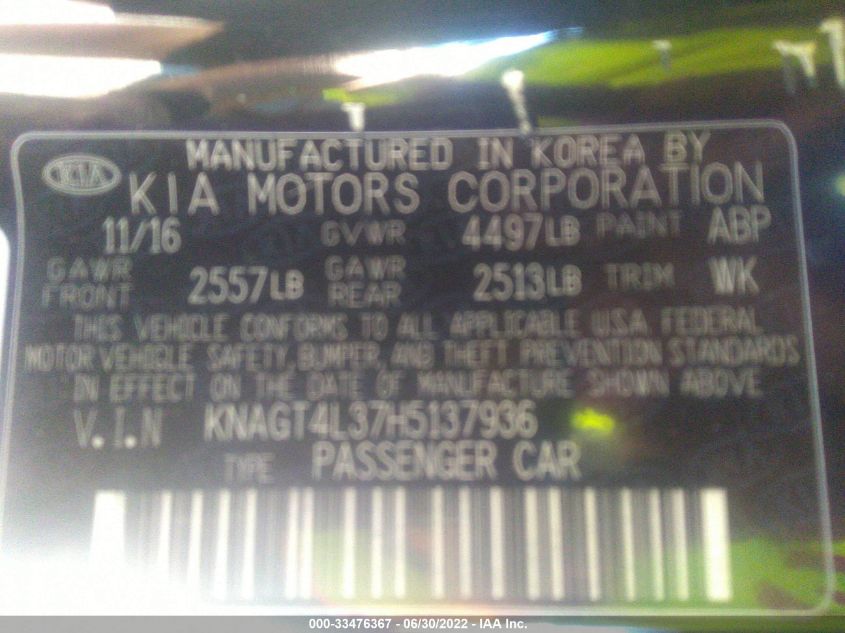 MANUFACTURED IN KOREA BY
KIA KIA MOTORS CORPORATION
11/16 GVWR 4497LB PAINT ABP
GAWR FRONT 2557LB GAWR REAR 2513LB TRIM WK
THIS VEHICLE CONFORMS TO ALL APPLICABLE U.S.A. FEDERAL
MOTOR VEHICLE SAFETY, BUMPER, AND THEFT PREVENTION STANDARDS
IN EFFECT ON THE DATE OF MANUFACTURE SHOWN ABOVE
V.I.N KNAGT4L37H5137936
TYPE PASSENGER CAR
000-33476367 - 06/30/2022 - IAA Inc.